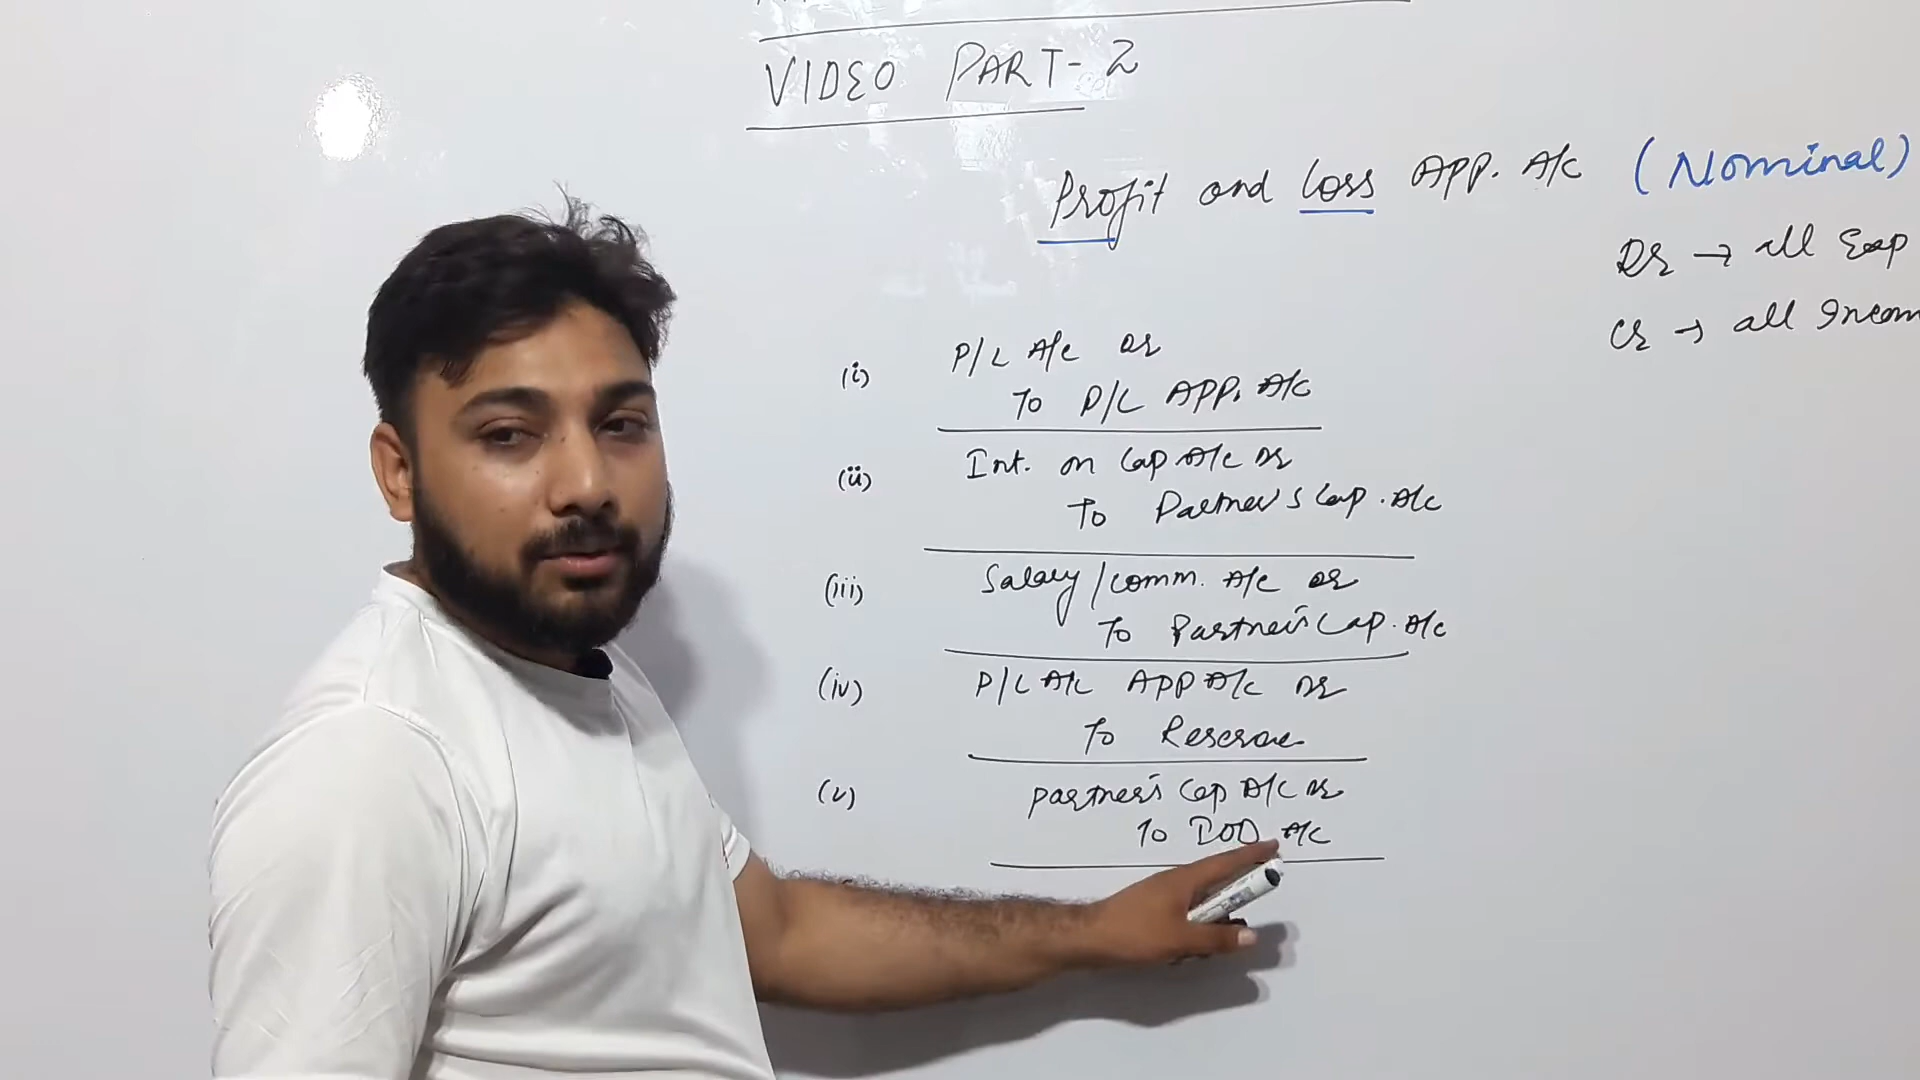 VIDEO PART-2
Profit and Loss APP. A/c (Nominal)
Dr → all Exp
Cr → all Incom
(i) P/L A/c Dr
To P/L APP. A/c
(ii) Int. on Cap A/c Dr
To Partner's Cap. A/c
(iii) Salary/comm. A/c Dr
To Partner's Cap. A/c
(iv) P/L A/c APP A/c Dr
To Reserve
(v) Partner's Cap A/c Dr
To IOD A/c